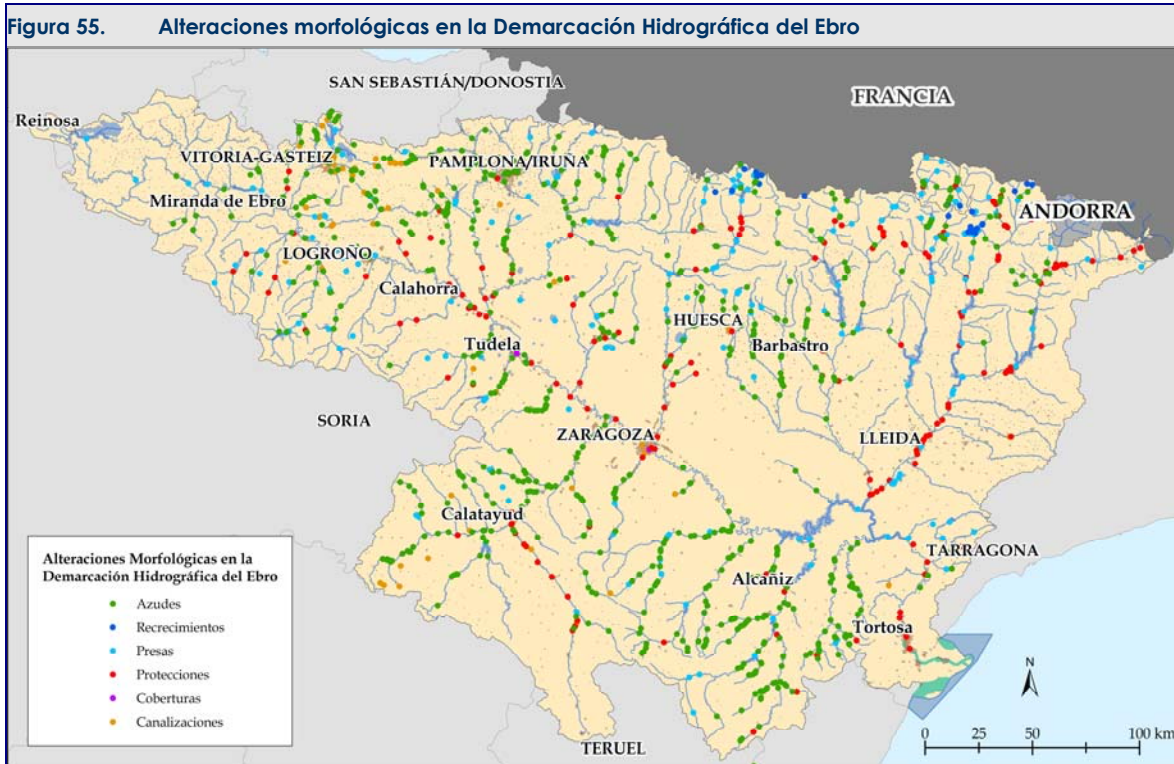 Figura 55. Alteraciones morfológicas en la Demarcación Hidrográfica del Ebro
SAN SEBASTIÁN/DONOSTIA
FRANCIA
Reinosa
VITORIA-GASTEIZ
PAMPLONA/IRUÑA
Miranda de Ebro
ANDORRA
LOGROÑO
Calahorra
HUESCA
Tudela
Barbastro
SORIA
ZARAGOZA
LLEIDA
Calatayud
TARRAGONA
Alcañiz
Tortosa
Alteraciones Morfológicas en la
Demarcación Hidrográfica del Ebro
Azudes
Recrecimientos
Presas
Protecciones
Coberturas
Canalizaciones
N
0 25 50 100 km
TERUEL